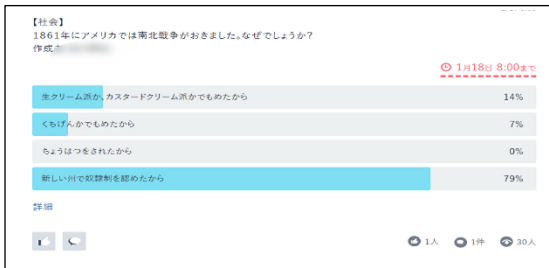 【社会】
1861年にアメリカでは南北戦争がおきました。なぜでしょうか?
作成
1月18日 8:00まで
生クリーム派か、カスタードクリーム派かでもめたから 14%
くちげんかでもめたから 7%
ちょうはつをされたから 0%
新しい州で奴隷制を認めたから 79%
詳細
1人 1件 30人